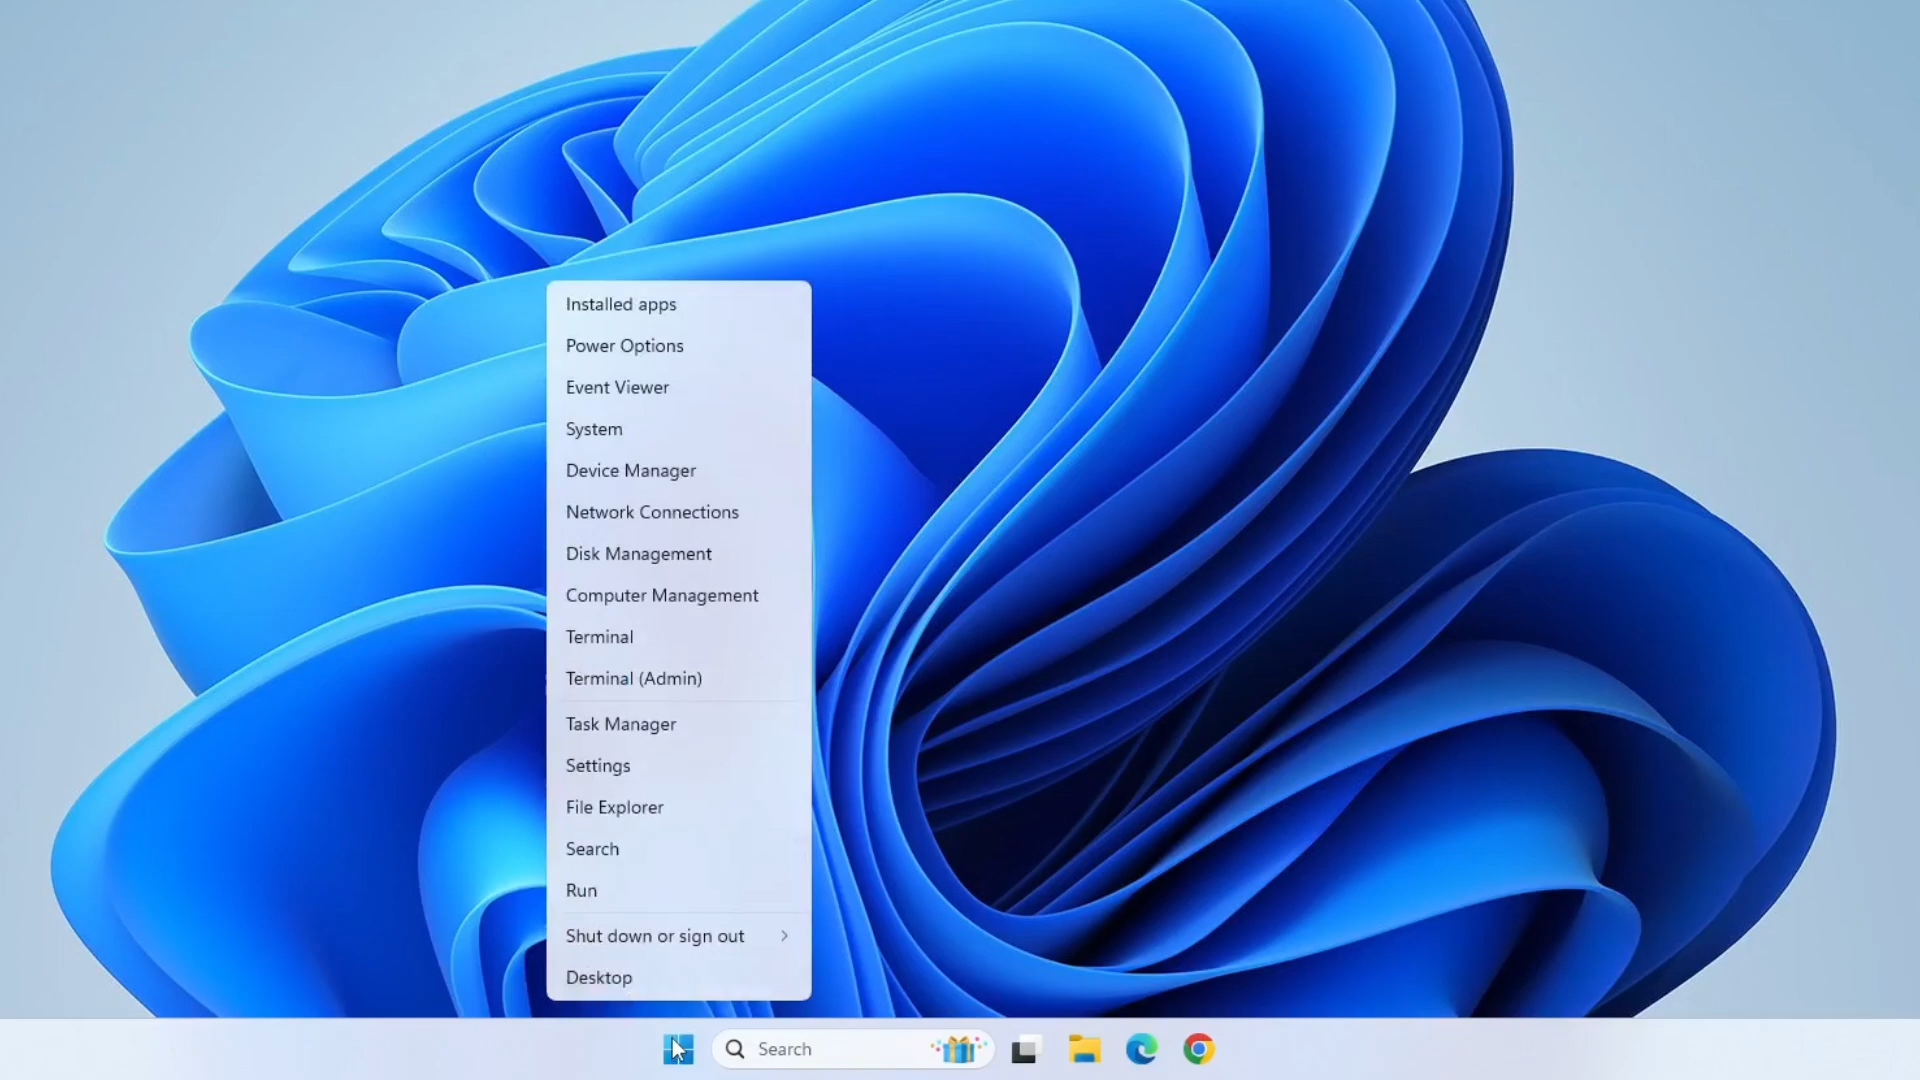 Installed apps
Power Options
Event Viewer
System
Device Manager
Network Connections
Disk Management
Computer Management
Terminal
Terminal (Admin)
Task Manager
Settings
File Explorer
Search
Run
Shut down or sign out
Desktop
Search